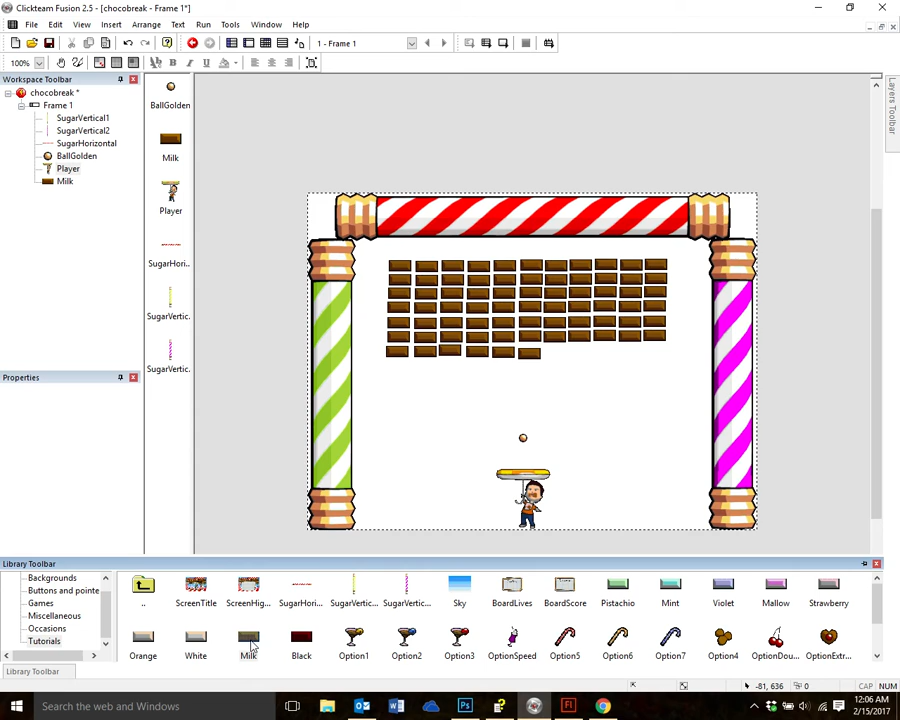 Clickteam Fusion 2.5 - [chocobreak - Frame 1*]
File Edit View Insert Arrange Text Run Tools Window Help
1 - Frame 1
100%
B I U
Workspace Toolbar
chocobreak *
Frame 1
SugarVertical1
SugarVertical2
SugarHorizontal
BallGolden
Player
Milk
BallGolden
Milk
Player
SugarHori...
SugarVertic...
SugarVertic...
Layers Toolbar
Properties
Library Toolbar
Backgrounds
Buttons and pointe
Games
Miscellaneous
Occasions
Tutorials
.. ScreenTitle ScreenHig... SugarHori... SugarVertic... SugarVertic... Sky BoardLives BoardScore Pistachio Mint Violet Mallow Strawberry
Orange White Milk Black Option1 Option2 Option3 OptionSpeed Option5 Option6 Option7 Option4 OptionDou... OptionExtr...
Library Toolbar
-81, 636 0 CAP NUM
Search the web and Windows
12:06 AM
2/15/2017